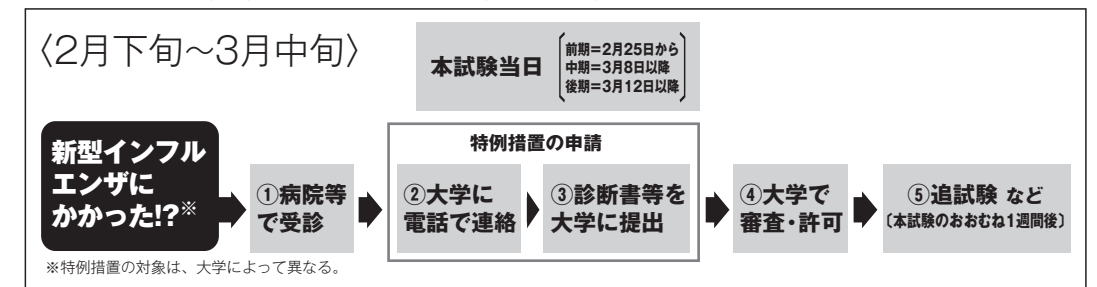 〈2月下旬～3月中旬〉
本試験当日
前期＝2月25日から
中期＝3月8日以降
後期＝3月12日以降
新型インフル
エンザに
かかった!?※
①病院等
で受診
特例措置の申請
②大学に
電話で連絡
③診断書等を
大学に提出
④大学で
審査・許可
⑤追試験 など
〔本試験のおおむね1週間後〕
※特例措置の対象は、大学によって異なる。